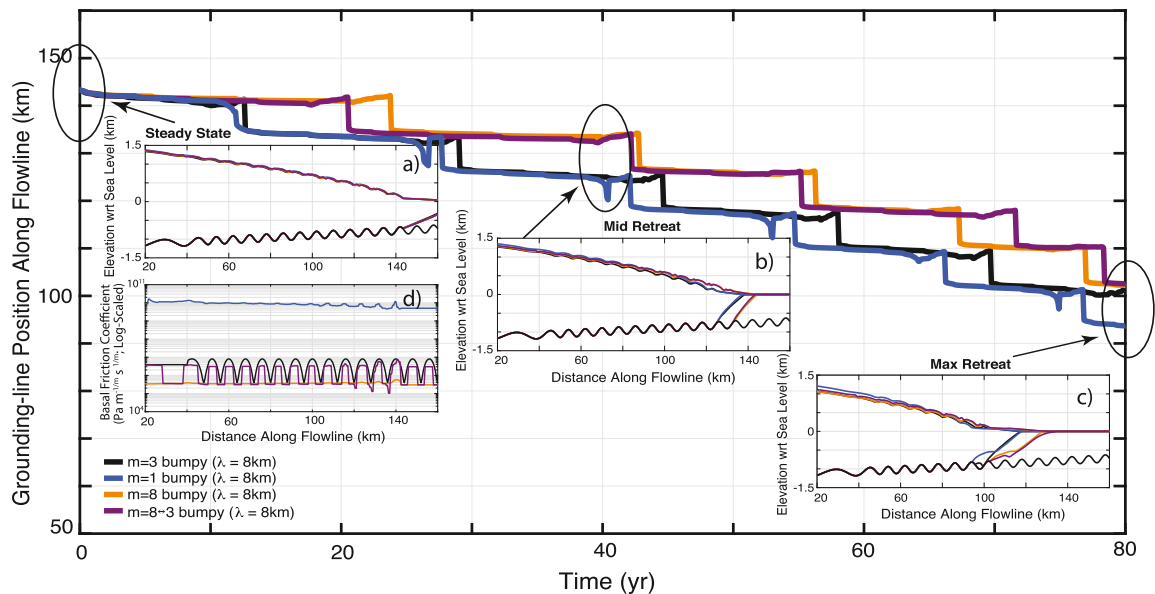 150
100
50
Grounding-line Position Along Flowline (km)
Steady State
Elevation wrt Sea Level (km)
1.5
0
-1.5
a)
20 60 100 140
d)
Basal Friction Coefficient
(Pa m^-1/m s^1/m, Log-Scaled)
10^11
10^4
20 60 100 140
Distance Along Flowline (km)
m=3 bumpy (λ = 8km)
m=1 bumpy (λ = 8km)
m=8 bumpy (λ = 8km)
m=8-3 bumpy (λ = 8km)
Mid Retreat
Elevation wrt Sea Level (km)
1.5
0
-1.5
b)
20 60 100 140
Distance Along Flowline (km)
Max Retreat
Elevation wrt Sea Level (km)
1.5
0
-1.5
c)
20 60 100 140
Distance Along Flowline (km)
0 20 40 60 80
Time (yr)